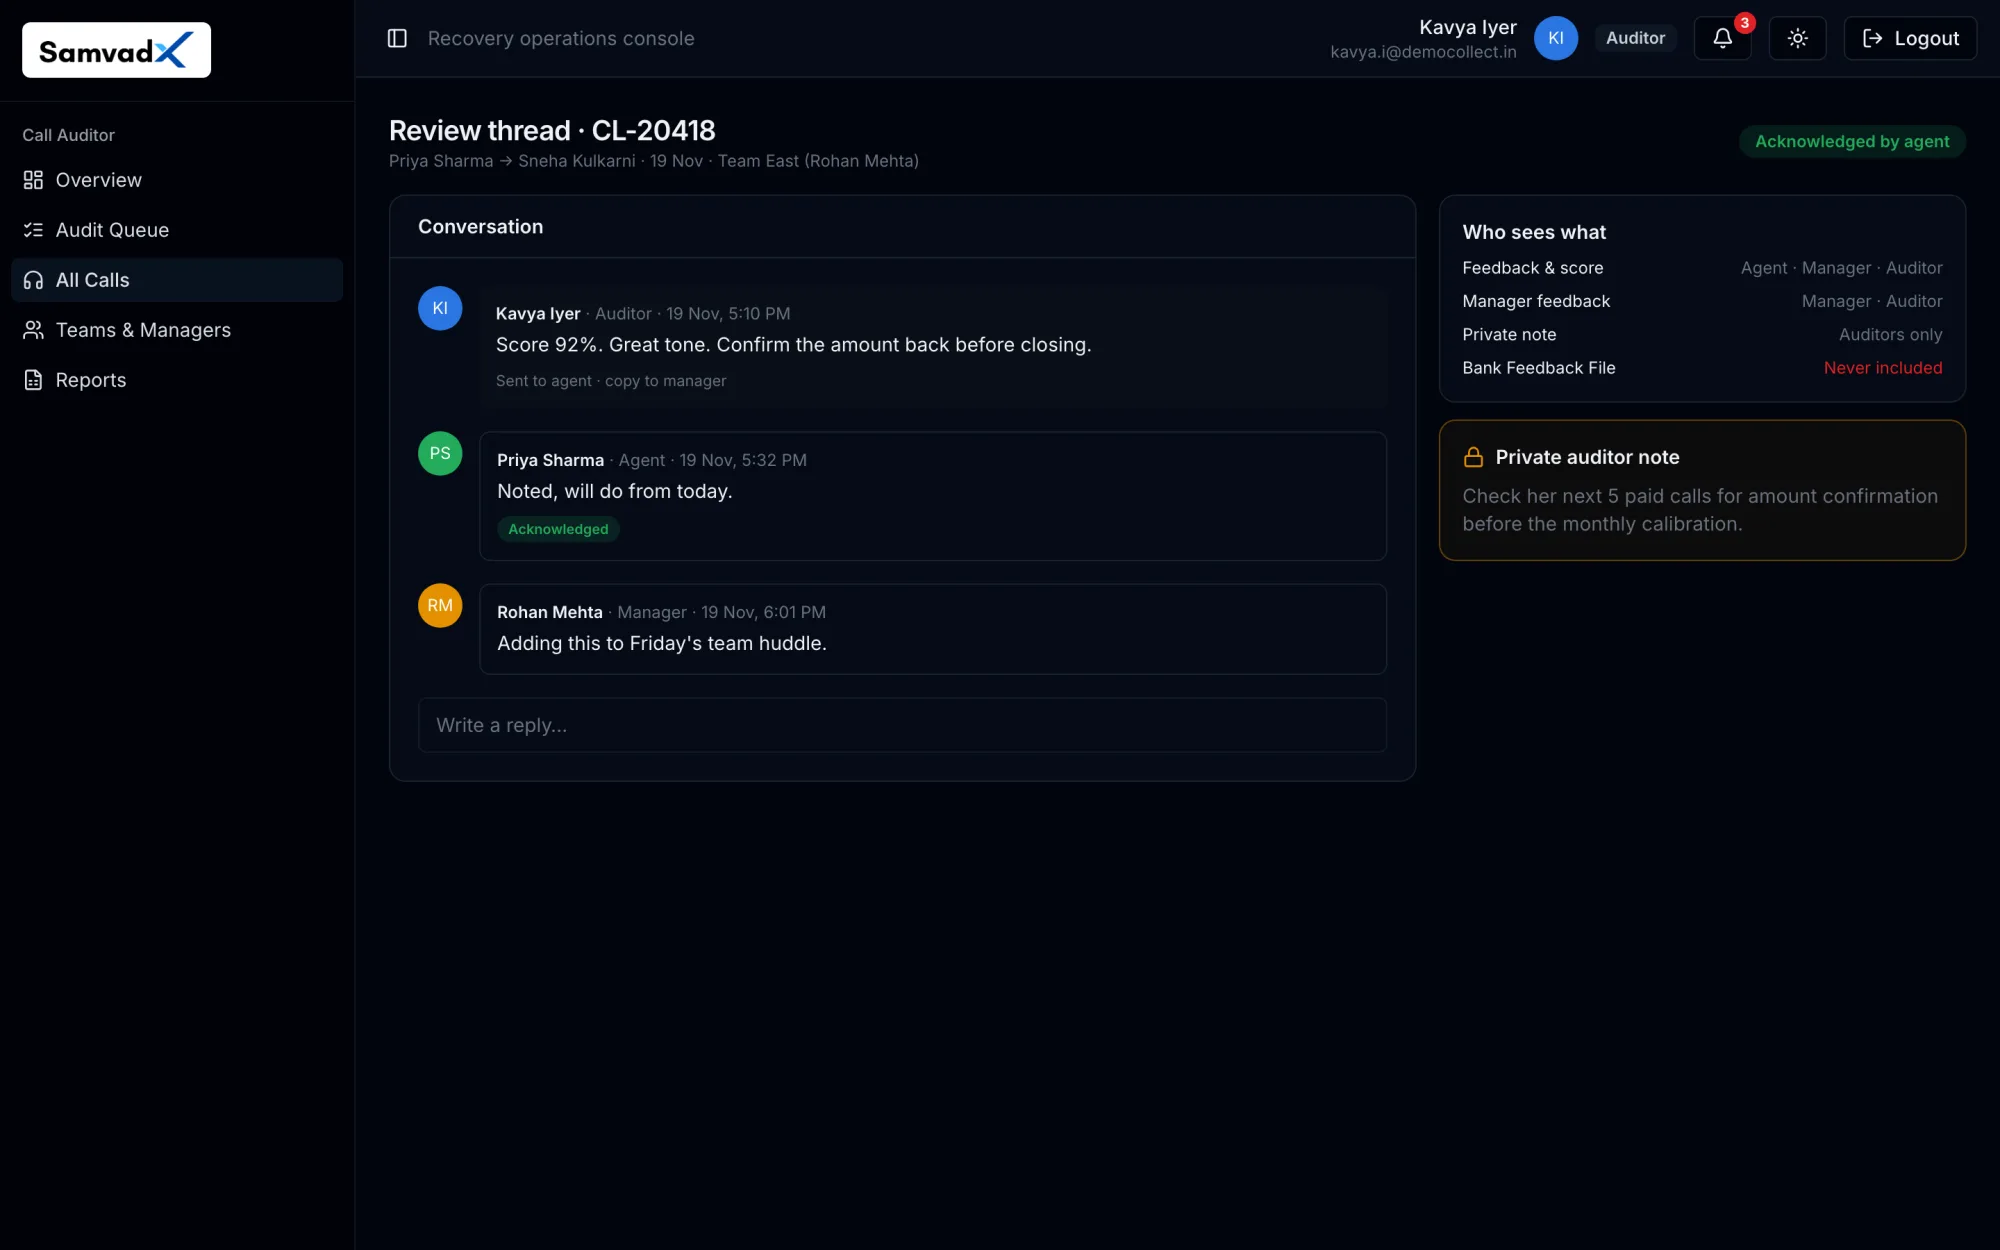 SamvadX
Recovery operations console
Kavya Iyer
kavya.i@democollect.in
KI
Auditor
3
Logout
Call Auditor
Overview
Audit Queue
All Calls
Teams & Managers
Reports
Review thread · CL-20418
Priya Sharma → Sneha Kulkarni · 19 Nov · Team East (Rohan Mehta)
Acknowledged by agent
Conversation
KI
Kavya Iyer · Auditor · 19 Nov, 5:10 PM
Score 92%. Great tone. Confirm the amount back before closing.
Sent to agent · copy to manager
PS
Priya Sharma · Agent · 19 Nov, 5:32 PM
Noted, will do from today.
Acknowledged
RM
Rohan Mehta · Manager · 19 Nov, 6:01 PM
Adding this to Friday's team huddle.
Write a reply...
Who sees what
Feedback & score Agent · Manager · Auditor
Manager feedback Manager · Auditor
Private note Auditors only
Bank Feedback File Never included
Private auditor note
Check her next 5 paid calls for amount confirmation
before the monthly calibration.